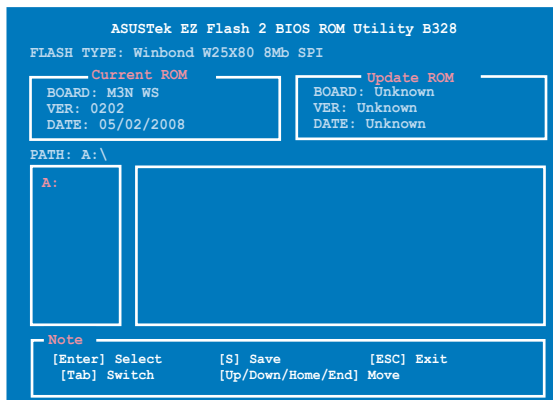 ASUSTek EZ Flash 2 BIOS ROM Utility B328
FLASH TYPE: Winbond W25X80 8Mb SPI
Current ROM
BOARD: M3N WS
VER: 0202
DATE: 05/02/2008
Update ROM
BOARD: Unknown
VER: Unknown
DATE: Unknown
PATH: A:\
A:
Note
[Enter] Select [S] Save [ESC] Exit
[Tab] Switch [Up/Down/Home/End] Move